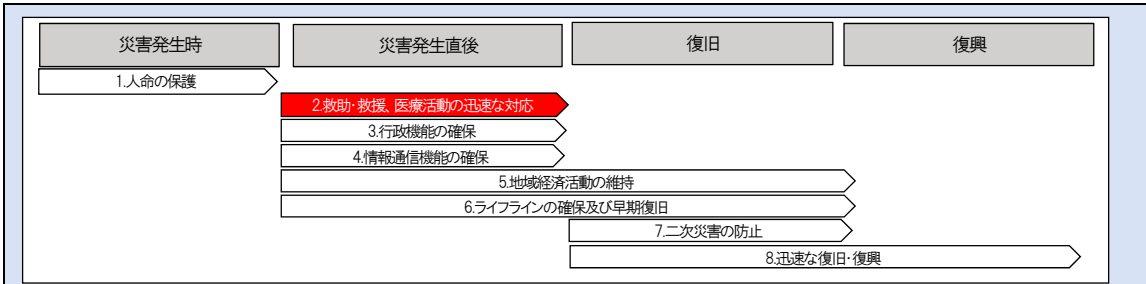 災害発生時 災害発生直後 復旧 復興
1.人命の保護
2.救助・救援、医療活動の迅速な対応
3.行政機能の確保
4.情報通信機能の確保
5.地域経済活動の維持
6.ライフラインの確保及び早期復旧
7.二次災害の防止
8.迅速な復旧・復興